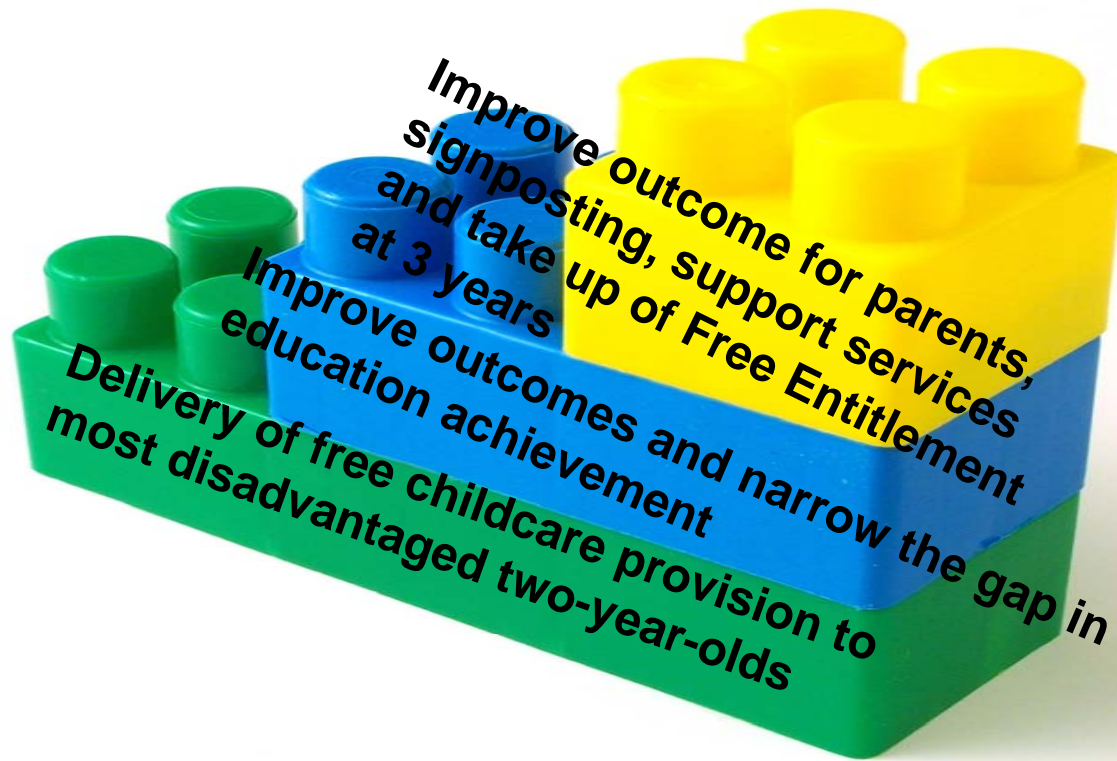 Improve outcome for parents,
signposting, support services
and take up of Free Entitlement
at 3 years
Improve outcomes and narrow the gap in
education achievement
Delivery of free childcare provision to
most disadvantaged two-year-olds